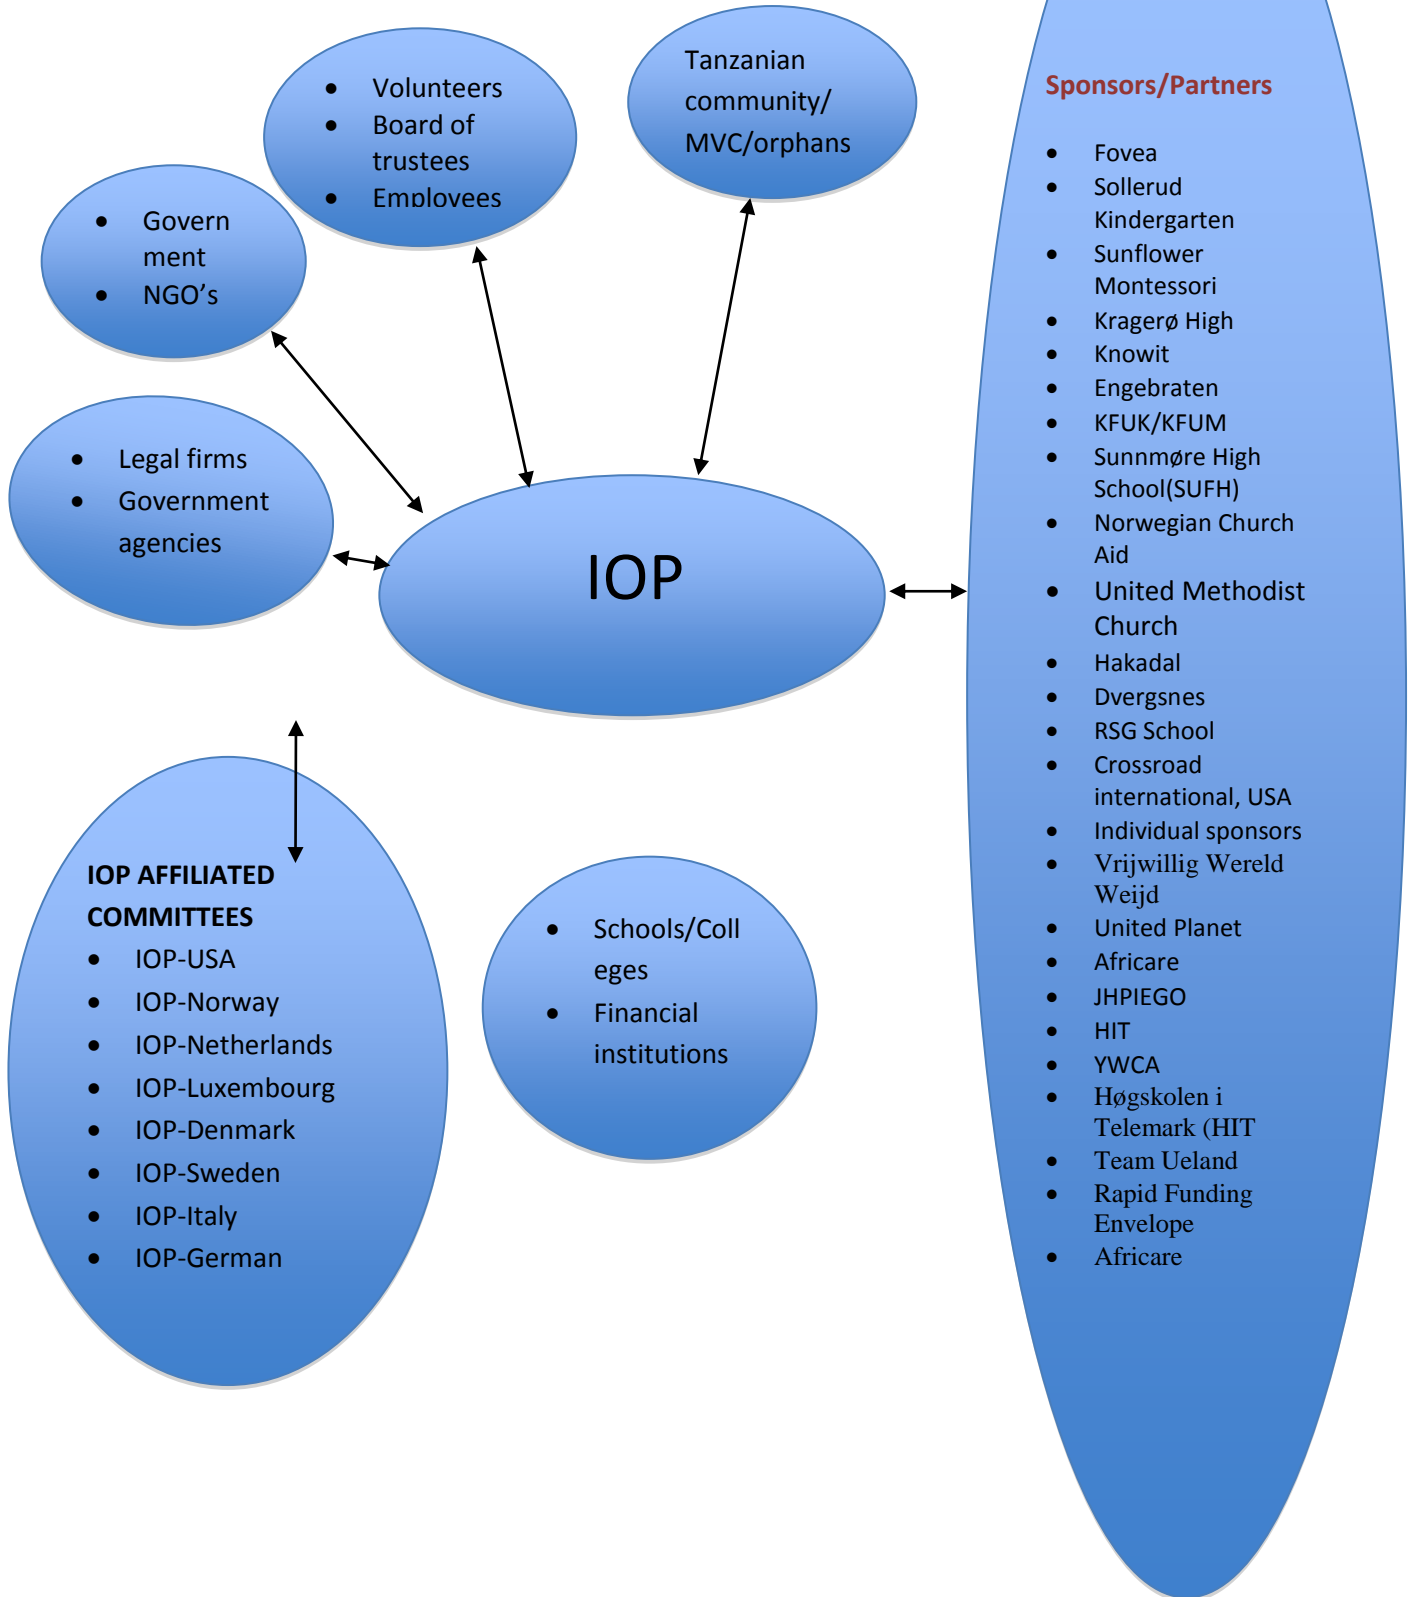 • Volunteers
• Board of
trustees
• Employees
Tanzanian
community/
MVC/orphans
• Govern
ment
• NGO’s
• Legal firms
• Government
agencies
IOP
Sponsors/Partners
• Fovea
• Sollerud
Kindergarten
• Sunflower
Montessori
• Kragerø High
• Knowit
• Engebraten
• KFUK/KFUM
• Sunnmøre High
School(SUFH)
• Norwegian Church
Aid
• United Methodist
Church
• Hakadal
• Dvergsnes
• RSG School
• Crossroad
international, USA
• Individual sponsors
• Vrijwillig Wereld
Weijd
• United Planet
• Africare
• JHPIEGO
• HIT
• YWCA
• Høgskolen i
Telemark (HIT
• Team Ueland
• Rapid Funding
Envelope
• Africare
IOP AFFILIATED
COMMITTEES
• IOP-USA
• IOP-Norway
• IOP-Netherlands
• IOP-Luxembourg
• IOP-Denmark
• IOP-Sweden
• IOP-Italy
• IOP-German
• Schools/Coll
eges
• Financial
institutions